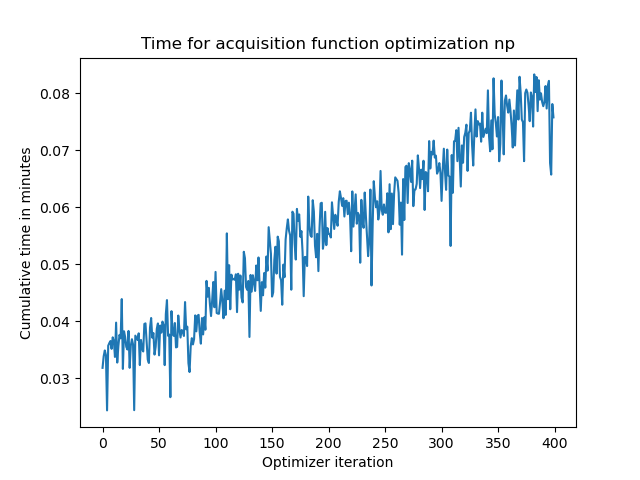 Time for acquisition function optimization np
Cumulative time in minutes
0.08
0.07
0.06
0.05
0.04
0.03
0 50 100 150 200 250 300 350 400
Optimizer iteration